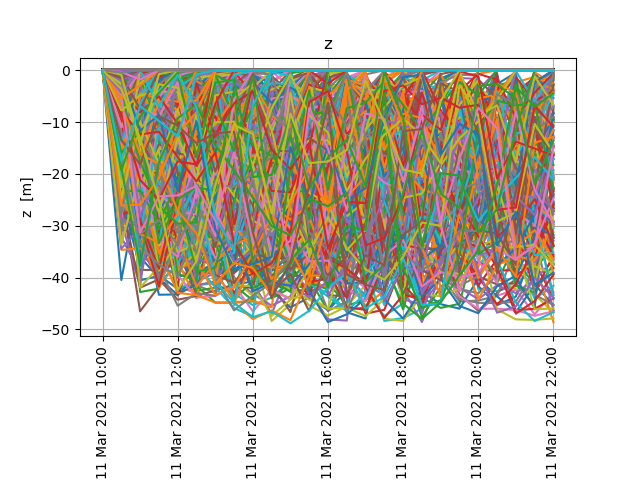 z
0
−10
−20
−30
−40
−50
z [m]
11 Mar 2021 10:00
11 Mar 2021 12:00
11 Mar 2021 14:00
11 Mar 2021 16:00
11 Mar 2021 18:00
11 Mar 2021 20:00
11 Mar 2021 22:00